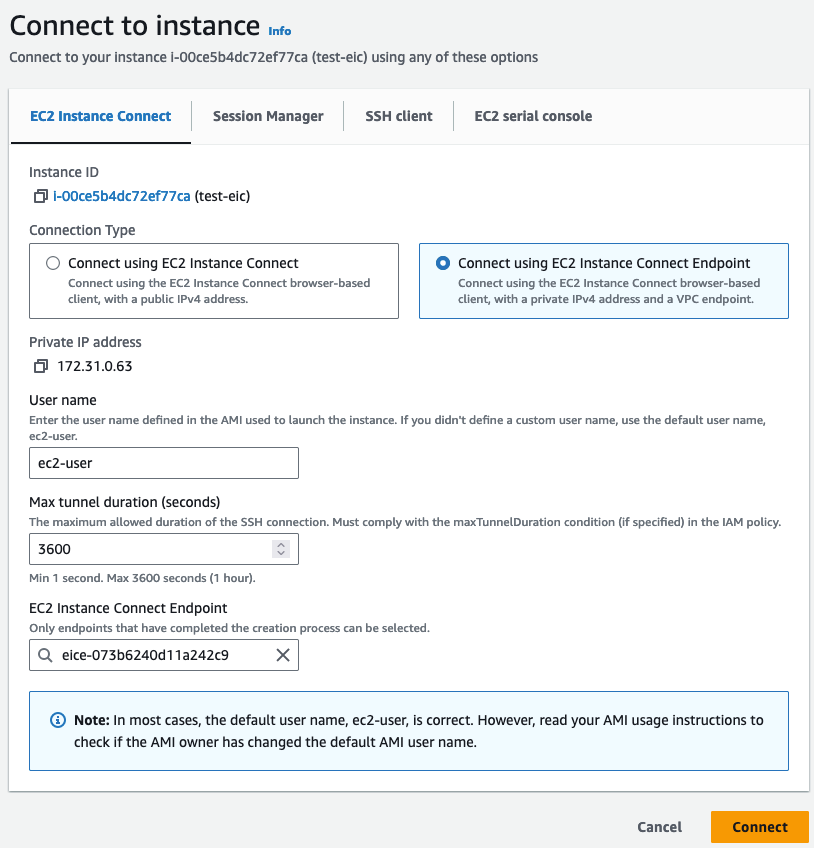 Connect to instance Info
Connect to your instance i-00ce5b4dc72ef77ca (test-eic) using any of these options
EC2 Instance Connect
Session Manager
SSH client
EC2 serial console
Instance ID
i-00ce5b4dc72ef77ca (test-eic)
Connection Type
Connect using EC2 Instance Connect
Connect using the EC2 Instance Connect browser-based
client, with a public IPv4 address.
Connect using EC2 Instance Connect Endpoint
Connect using the EC2 Instance Connect browser-based
client, with a private IPv4 address and a VPC endpoint.
Private IP address
172.31.0.63
User name
Enter the user name defined in the AMI used to launch the instance. If you didn't define a custom user name, use the default user name,
ec2-user.
ec2-user
Max tunnel duration (seconds)
The maximum allowed duration of the SSH connection. Must comply with the maxTunnelDuration condition (if specified) in the IAM policy.
3600
Min 1 second. Max 3600 seconds (1 hour).
EC2 Instance Connect Endpoint
Only endpoints that have completed the creation process can be selected.
eice-073b6240d11a242c9
Note: In most cases, the default user name, ec2-user, is correct. However, read your AMI usage instructions to
check if the AMI owner has changed the default AMI user name.
Cancel
Connect